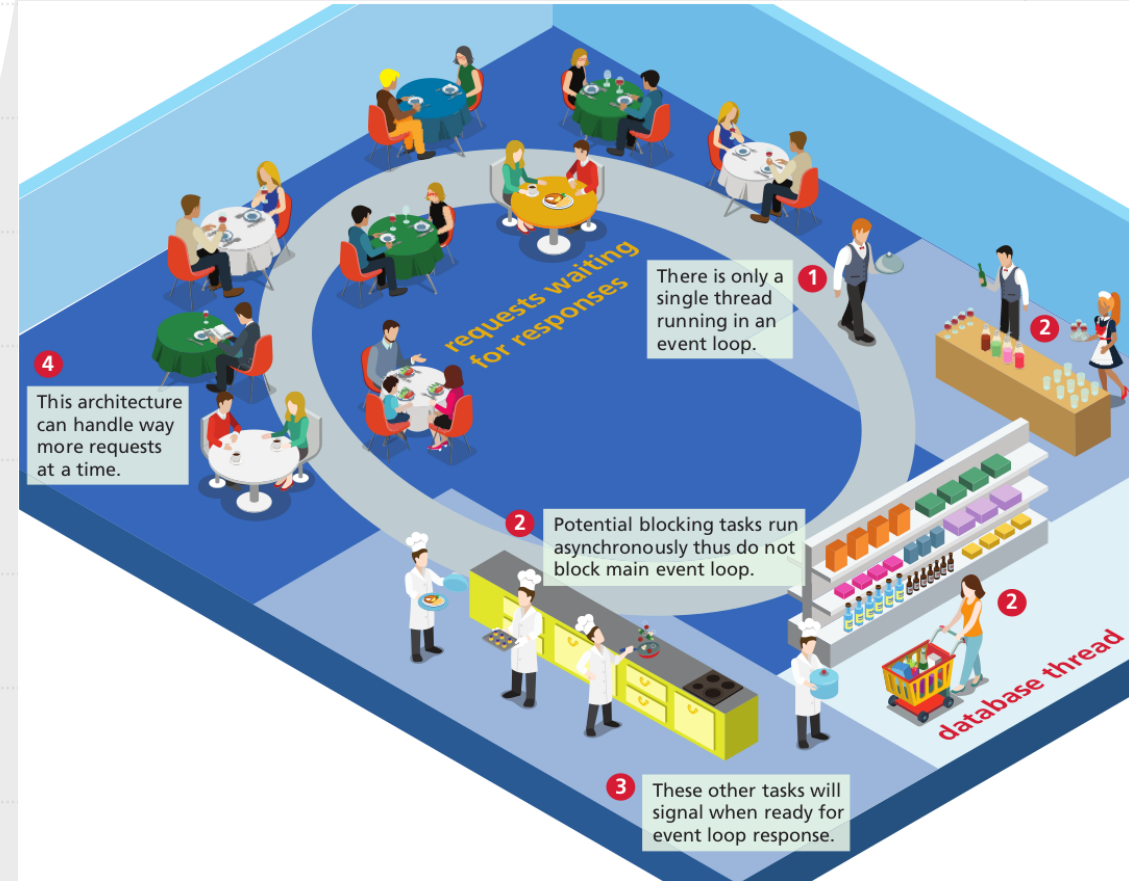 requests waiting
for responses
1
There is only a
single thread
running in an
event loop.
2
4
This architecture
can handle way
more requests
at a time.
2
Potential blocking tasks run
asynchronously thus do not
block main event loop.
2
database thread
3
These other tasks will
signal when ready for
event loop response.